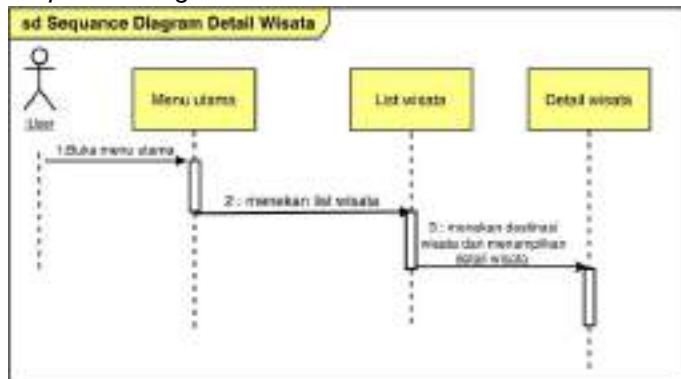 sd Sequance Diagram Detail Wisata
Menu utama
List wisata
Detail wisata
User
1:Buka menu utama
2 : menekan list wisata
3 : menekan destinasi
wisata dan menampilkan
detail wisata